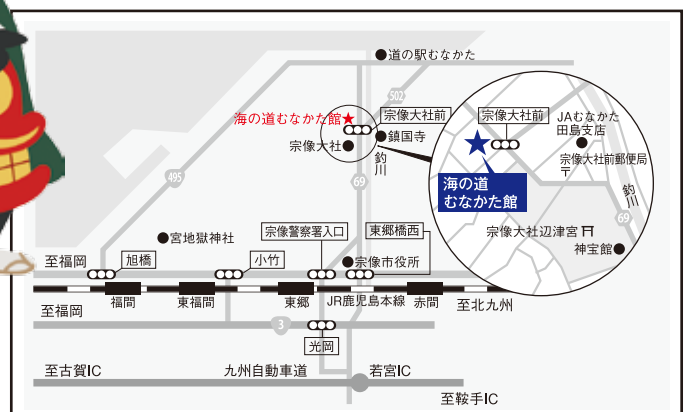 道の駅むなかた
502
海の道むなかた館
宗像大社前
鎮国寺
宗像大社
釣川
495
69
宗像大社前
JAむなかた
田島支店
宗像大社前郵便局
〒
海の道
むなかた館
釣川
69
宗像大社辺津宮
神宝館
宮地嶽神社
宗像警察署入口
東郷橋西
至福岡
旭橋
小竹
宗像市役所
福間
東福間
東郷
JR鹿児島本線
赤間
至北九州
至福岡
3
光岡
至古賀IC
九州自動車道
若宮IC
至鞍手IC